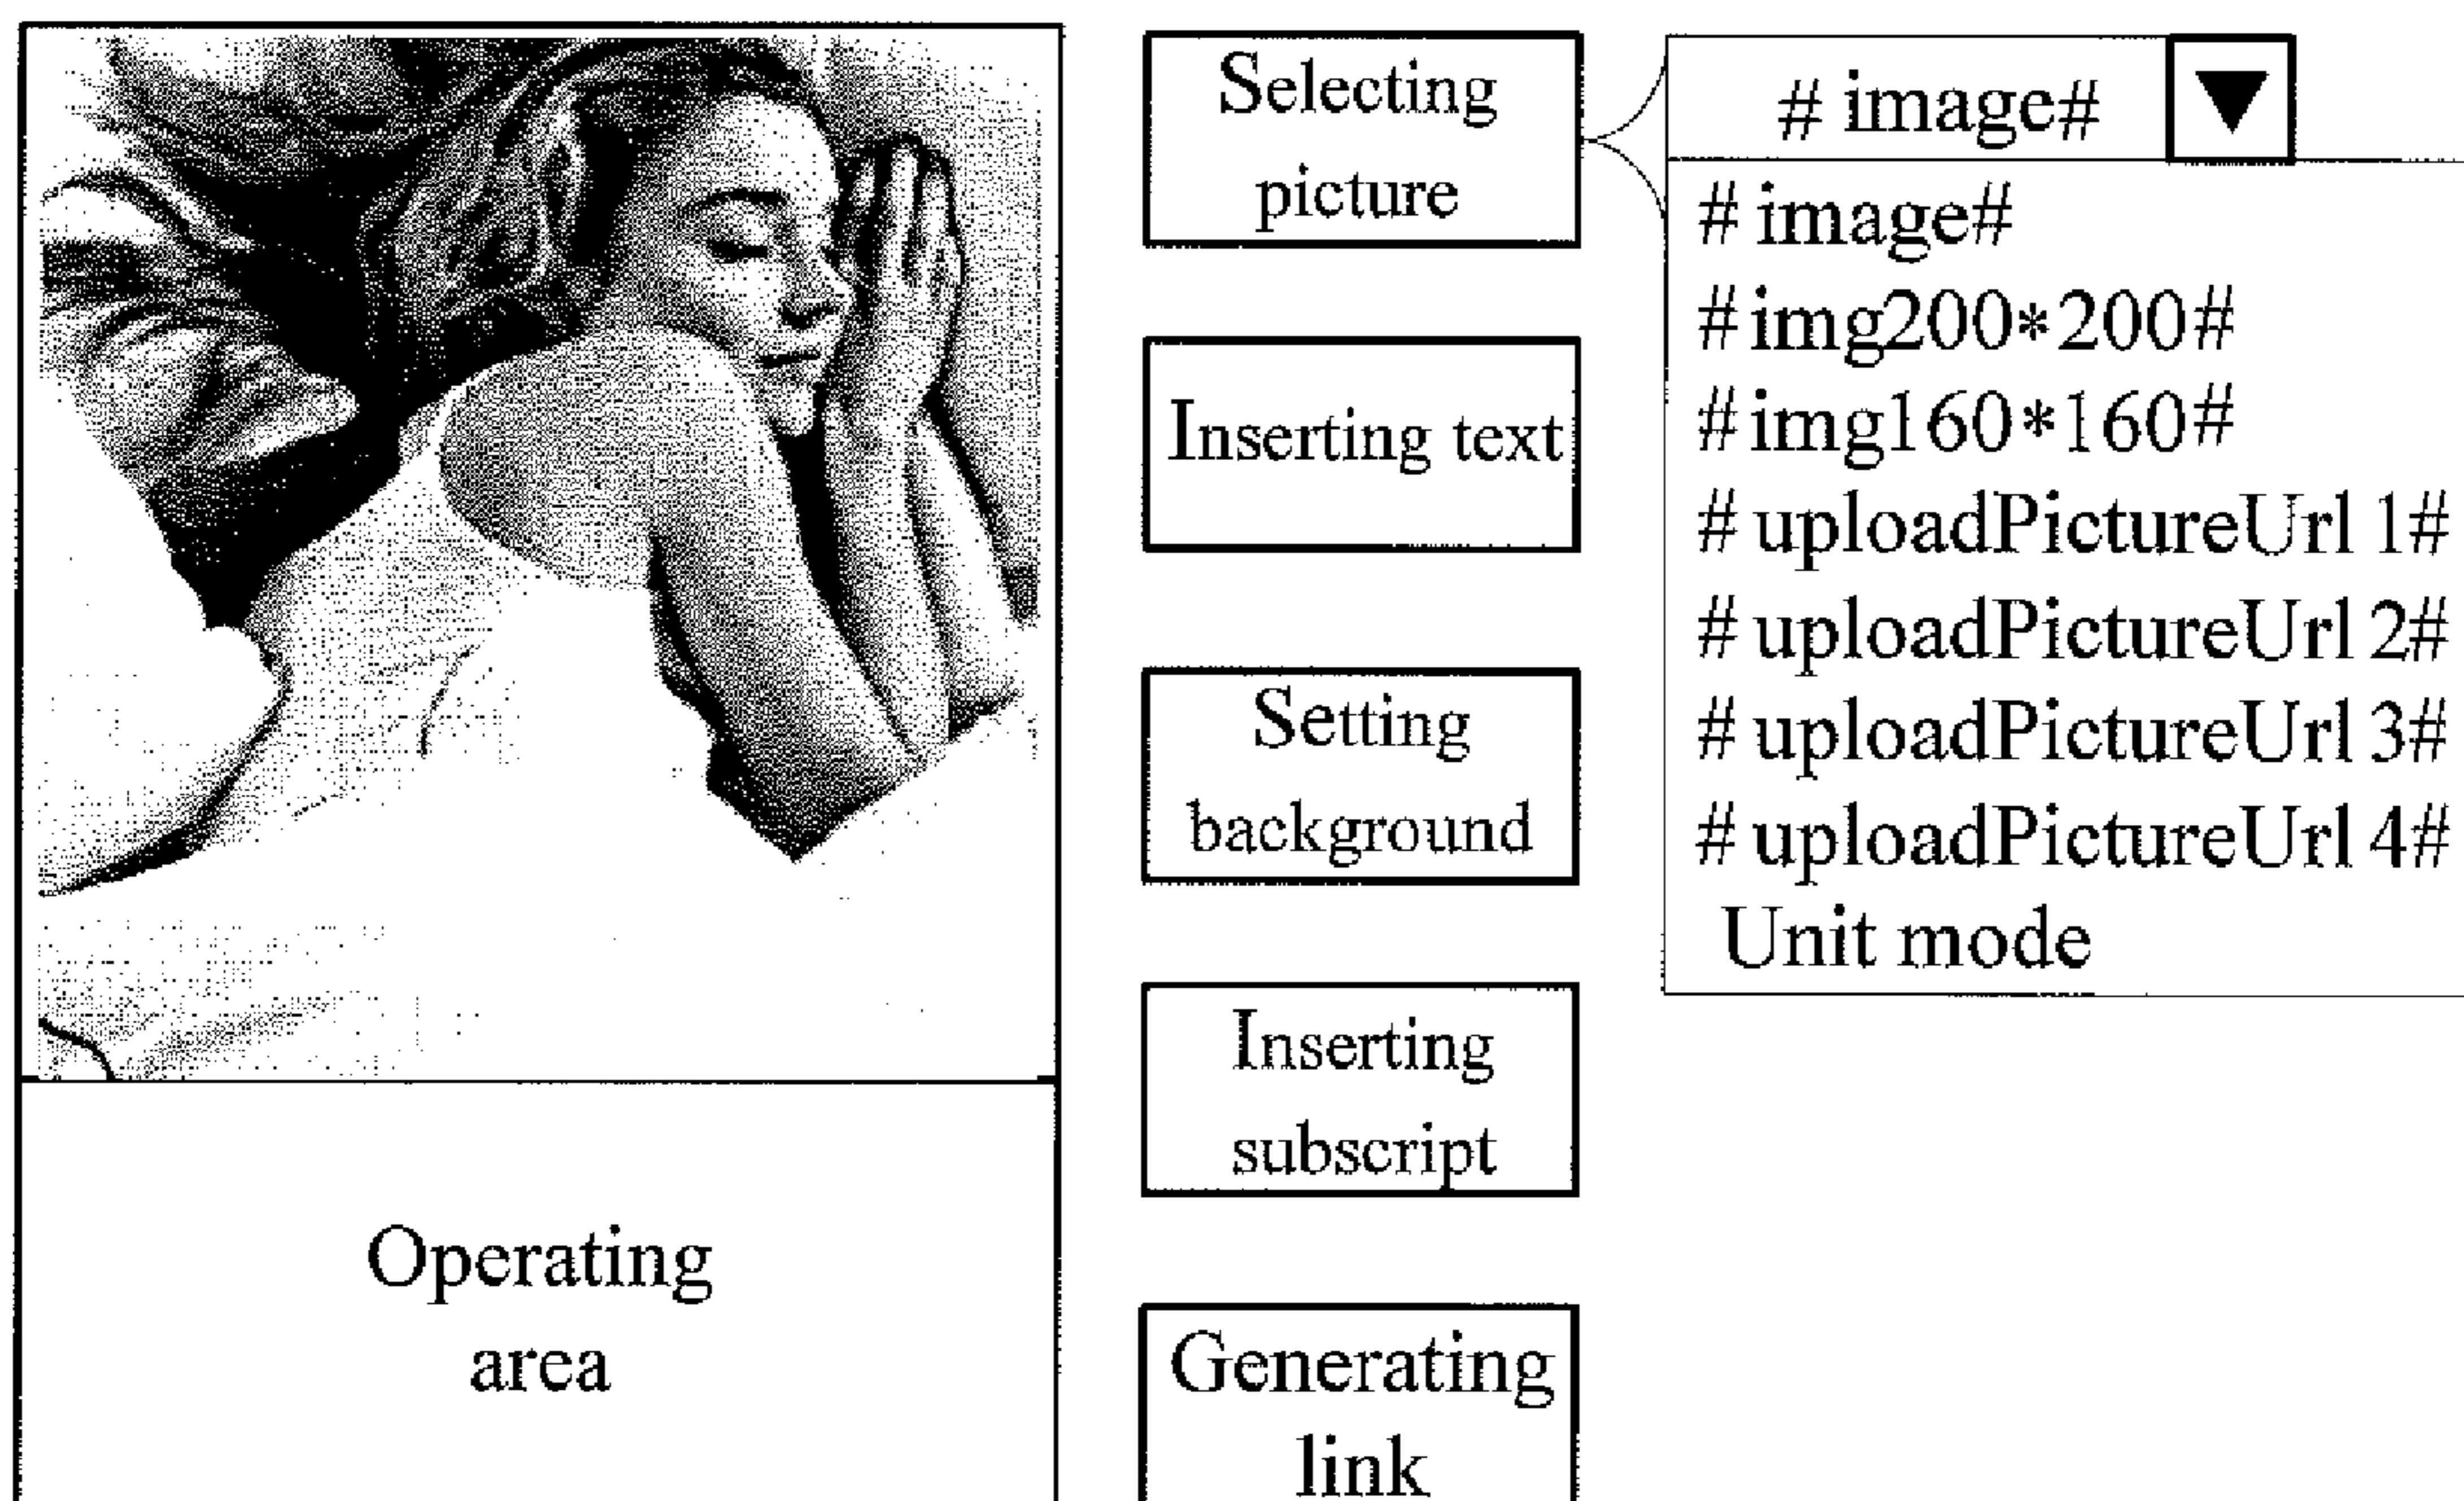 Selecting
picture
# image#
# image#
#img200*200#
#img160*160#
# uploadPictureUrl 1#
# uploadPictureUrl 2#
# uploadPictureUrl 3#
# uploadPictureUrl 4#
Unit mode
Inserting text
Setting
background
Inserting
subscript
Generating
link
Operating
area